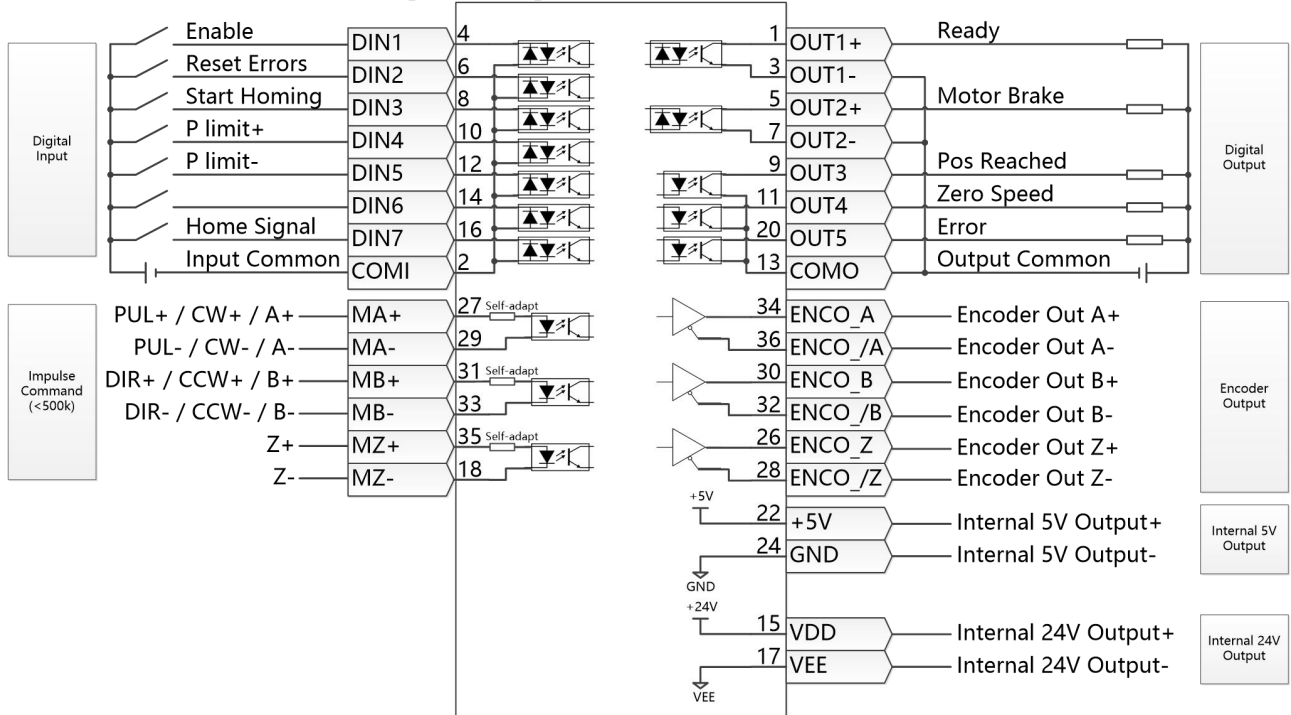 Digital
Input
Enable
DIN1
4
Reset Errors
DIN2
6
Start Homing
DIN3
8
P limit+
DIN4
10
P limit-
DIN5
12
DIN6
14
Home Signal
DIN7
16
Input Common
COMI
2
1
OUT1+
Ready
3
OUT1-
5
OUT2+
Motor Brake
7
OUT2-
9
OUT3
Pos Reached
11
OUT4
Zero Speed
20
OUT5
Error
13
COMO
Output Common
Digital
Output
Impulse
Command
(<500k)
PUL+ / CW+ / A+
MA+
27
Self-adapt
PUL- / CW- / A-
MA-
29
DIR+ / CCW+ / B+
MB+
31
Self-adapt
DIR- / CCW- / B-
MB-
33
Z+
MZ+
35
Self-adapt
Z-
MZ-
18
34
ENCO_A
Encoder Out A+
36
ENCO_/A
Encoder Out A-
30
ENCO_B
Encoder Out B+
32
ENCO_/B
Encoder Out B-
26
ENCO_Z
Encoder Out Z+
28
ENCO_/Z
Encoder Out Z-
Encoder
Output
+5V
22
+5V
Internal 5V Output+
24
GND
Internal 5V Output-
GND
Internal 5V
Output
+24V
15
VDD
Internal 24V Output+
17
VEE
Internal 24V Output-
VEE
Internal 24V
Output